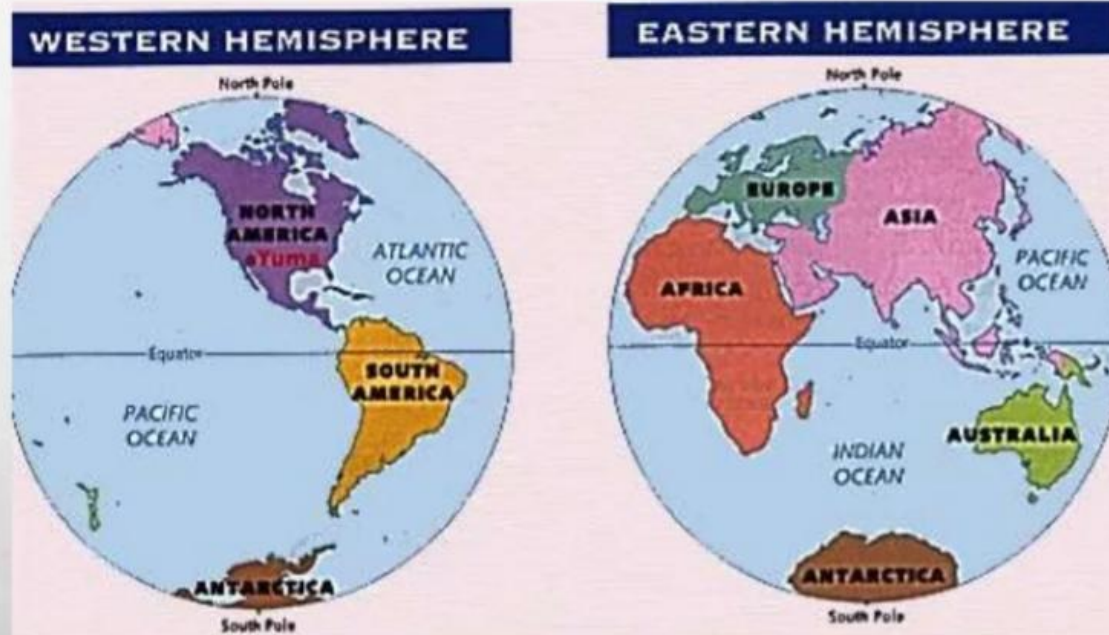 WESTERN HEMISPHERE
North Pole
NORTH
AMERICA
Yuma
ATLANTIC
OCEAN
Equator
SOUTH
AMERICA
PACIFIC
OCEAN
ANTARCTICA
South Pole
EASTERN HEMISPHERE
North Pole
EUROPE
ASIA
PACIFIC
OCEAN
AFRICA
Equator
AUSTRALIA
INDIAN
OCEAN
ANTARCTICA
South Pole